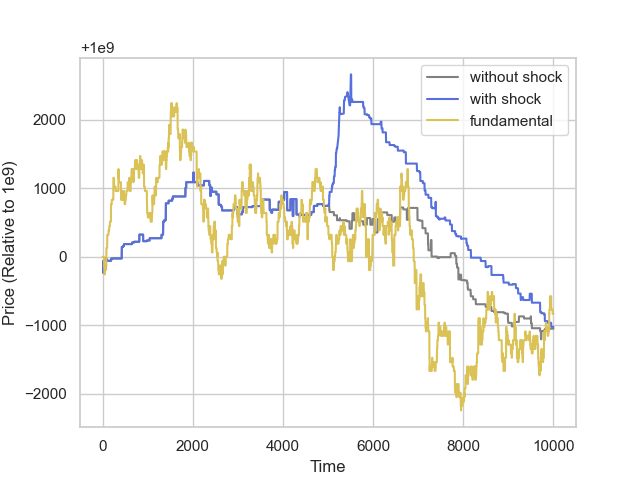 +1e9
without shock
with shock
fundamental
2000
1000
0
−1000
−2000
Price (Relative to 1e9)
0 2000 4000 6000 8000 10000
Time